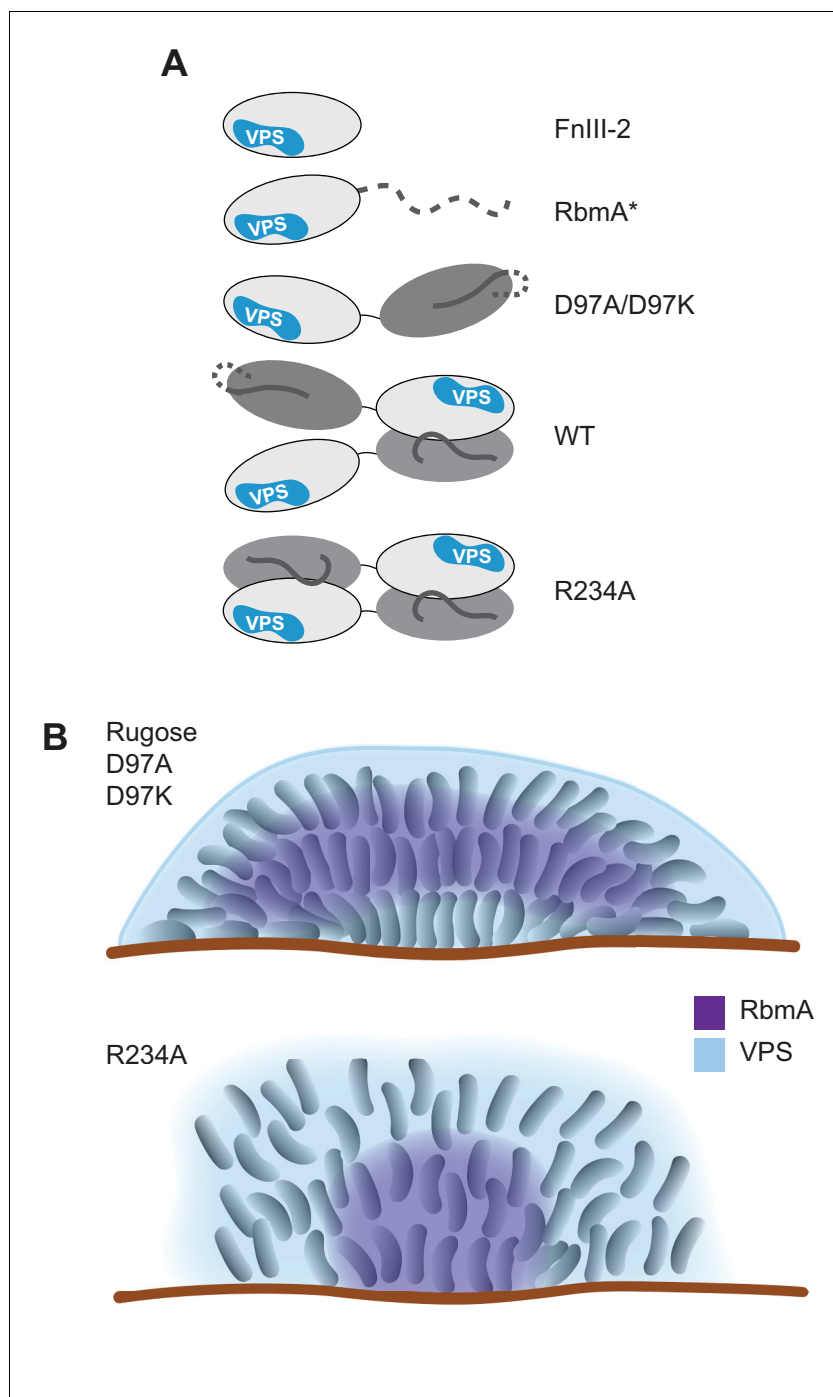 A
VPS
FnIII-2
VPS
RbmA*
VPS
D97A/D97K
VPS
WT
VPS
VPS
R234A
VPS
B
Rugose
D97A
D97K
RbmA
VPS
R234A